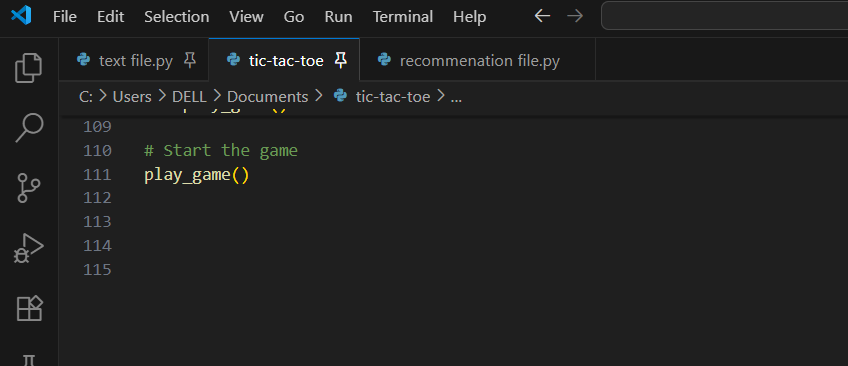 File Edit Selection View Go Run Terminal Help
text file.py tic-tac-toe recommenation file.py
C: > Users > DELL > Documents > tic-tac-toe > ...
109
110 # Start the game
111 play_game()
112
113
114
115